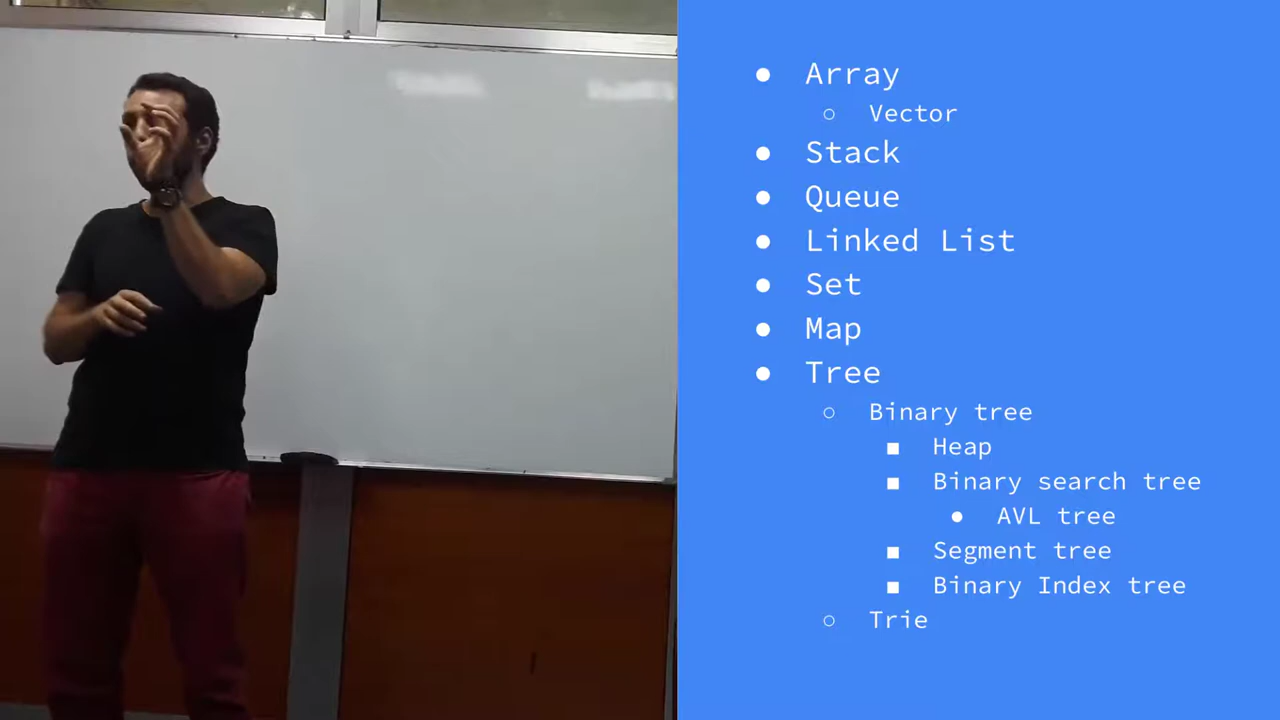 Array
Vector
Stack
Queue
Linked List
Set
Map
Tree
Binary tree
Heap
Binary search tree
AVL tree
Segment tree
Binary Index tree
Trie